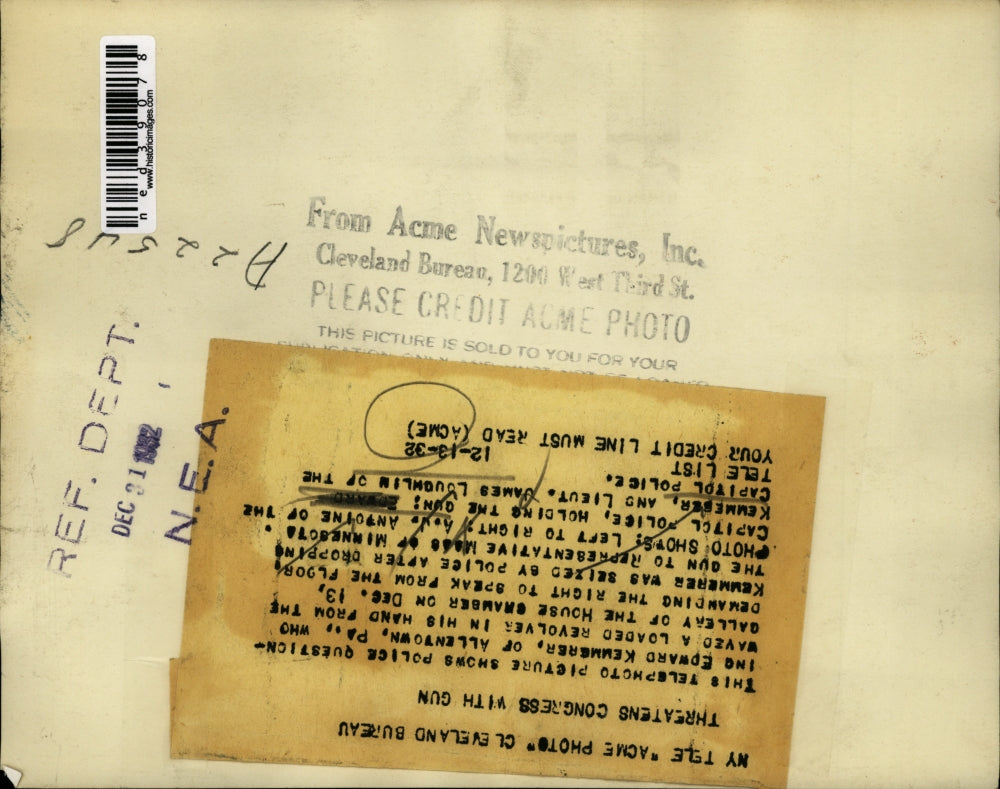 ned39078
www.historicimages.com
A22548
From Acme Newspictures, Inc.
Cleveland Bureau, 1200 West Third St.
PLEASE CREDIT ACME PHOTO
THIS PICTURE IS SOLD TO YOU FOR YOUR
PUBLICATION ONLY
REF. DEPT.
DEC 31 1932
N.E.A.
NY TELE "ACME PHOTO" CLEVELAND BUREAU
THREATENS CONGRESS WITH GUN
THIS TELEPHOTO PICTURE SHOWS POLICE QUESTION-
ING EDWARD KEMMERER, OF ALLENTOWN, PA., WHO
WAVED A LOADED REVOLVER IN HIS HAND FROM THE
GALLERY OF THE HOUSE CHAMBER ON DEC. 13,
DEMANDING THE RIGHT TO SPEAK FROM THE FLOOR.
KEMMERER WAS SEIZED BY POLICE AFTER DROPPING
THE GUN TO REPRESENTATIVE MAAS OF MINNESOTA.
PHOTO SHOWS: LEFT TO RIGHT, A.V. ANTOINE OF THE
CAPITOL POLICE, HOLDING THE GUN; EDWARD
KEMMEBER, AND LIEUT. JAMES LOUGHLIN OF THE
CAPITOL POLICE.
TELE LIST 12-13-32
YOUR CREDIT LINE MUST READ (ACME)